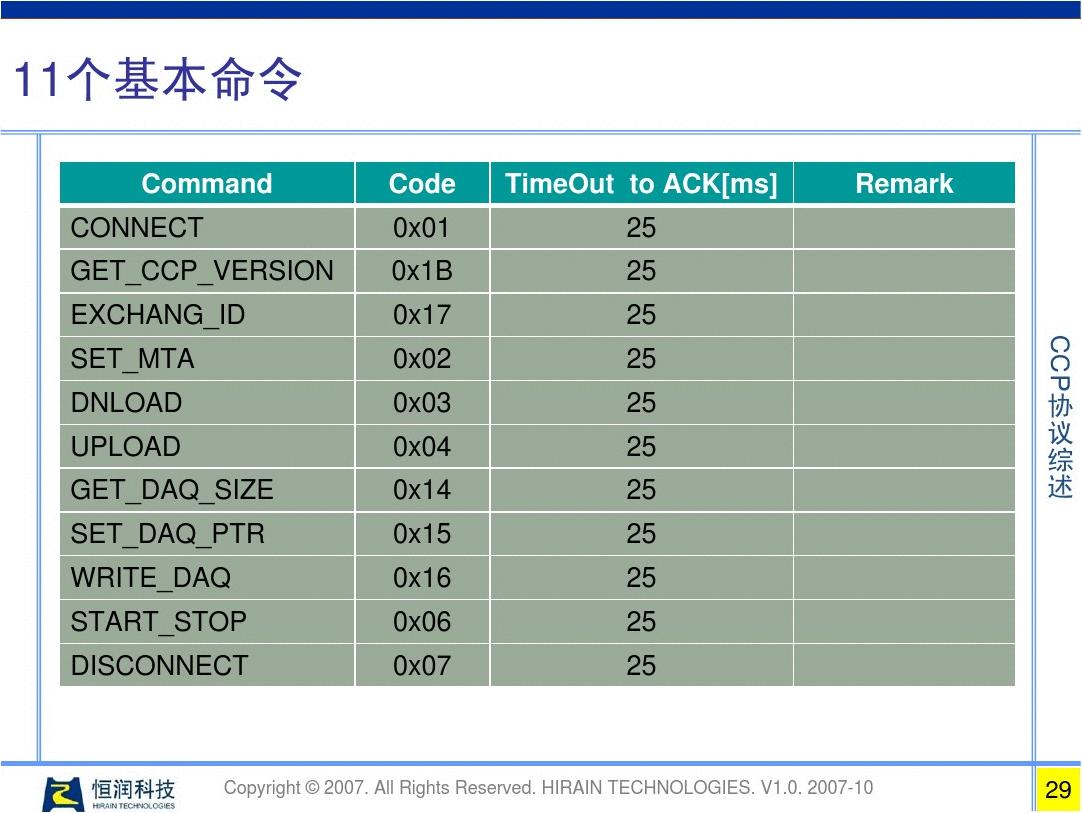 11个基本命令
Command Code TimeOut to ACK[ms] Remark
CONNECT 0x01 25
GET_CCP_VERSION 0x1B 25
EXCHANG_ID 0x17 25
SET_MTA 0x02 25
DNLOAD 0x03 25
UPLOAD 0x04 25
GET_DAQ_SIZE 0x14 25
SET_DAQ_PTR 0x15 25
WRITE_DAQ 0x16 25
START_STOP 0x06 25
DISCONNECT 0x07 25
CCP协议综述
恒润科技
HIRAIN TECHNOLOGIES
Copyright © 2007. All Rights Reserved. HIRAIN TECHNOLOGIES. V1.0. 2007-10
29